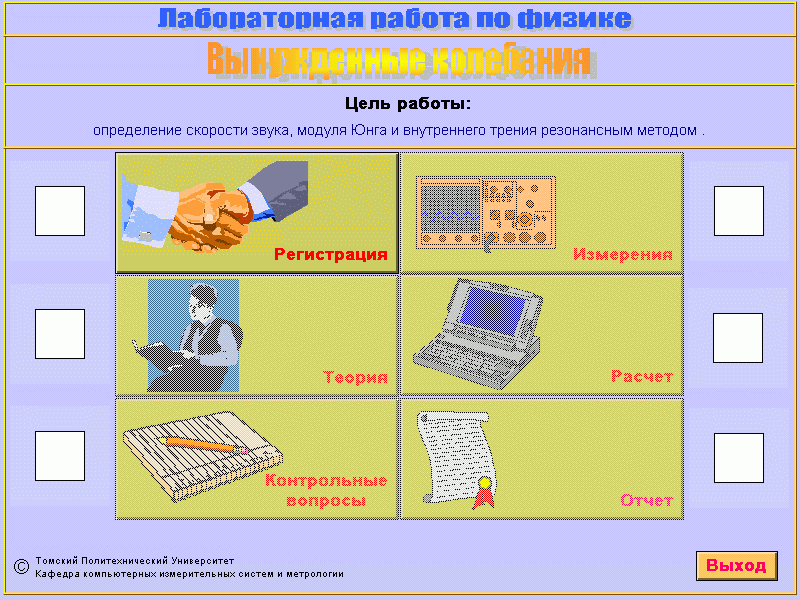 Лабораторная работа по физике
Вынужденные колебания
Цель работы:
определение скорости звука, модуля Юнга и внутреннего трения резонансным методом .
Регистрация
Измерения
Теория
Расчет
Контрольные
вопросы
Отчет
© Томский Политехнический Университет
Кафедра компьютерных измерительных систем и метрологии
Выход